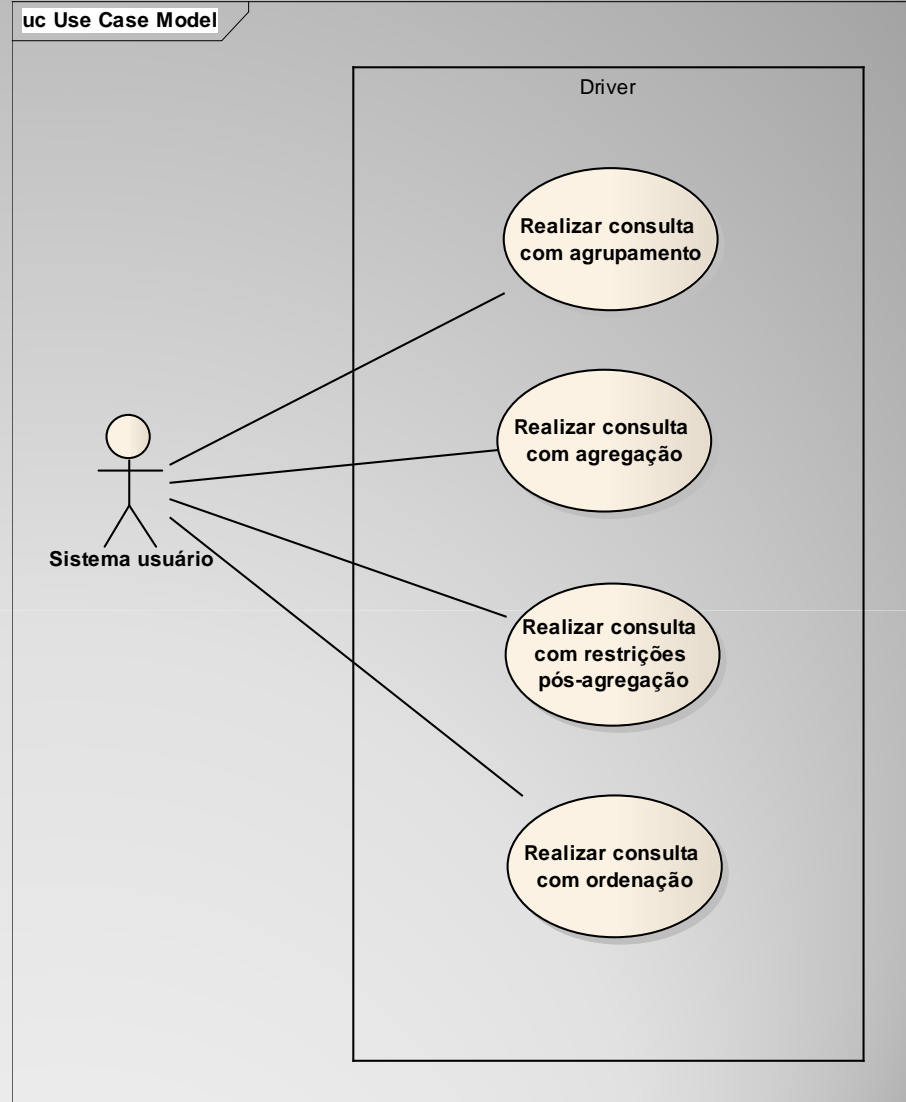 uc Use Case Model
Driver
Realizar consulta
com agrupamento
Realizar consulta
com agregação
Sistema usuário
Realizar consulta
com restrições
pós-agregação
Realizar consulta
com ordenação